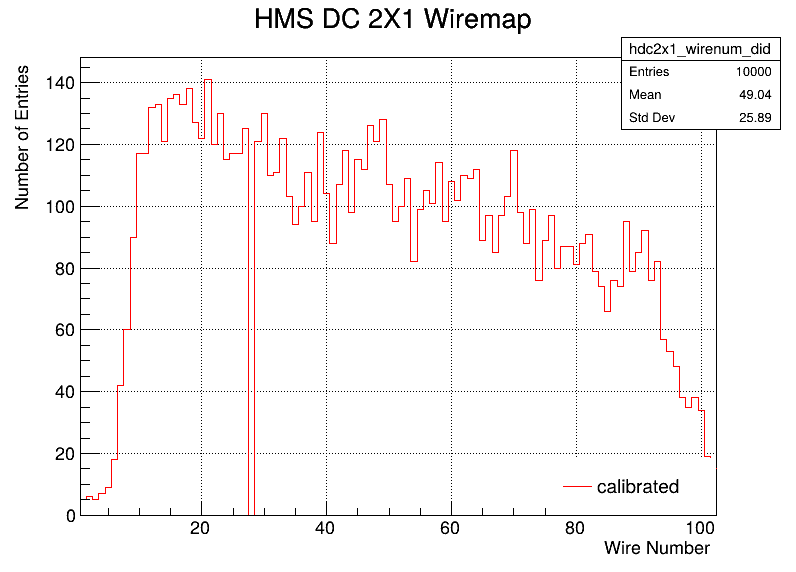 HMS DC 2X1 Wiremap
hdc2x1_wirenum_did
Entries 10000
Mean 49.04
Std Dev 25.89
Number of Entries
140
120
100
80
60
40
20
0
calibrated
20 40 60 80 100
Wire Number